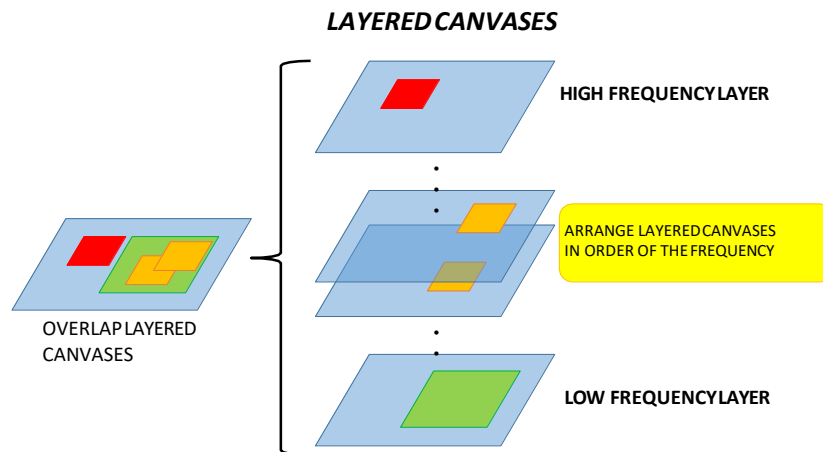 LAYERED CANVASES
HIGH FREQUENCY LAYER
ARRANGE LAYERED CANVASES
IN ORDER OF THE FREQUENCY
OVERLAP LAYERED
CANVASES
LOW FREQUENCY LAYER